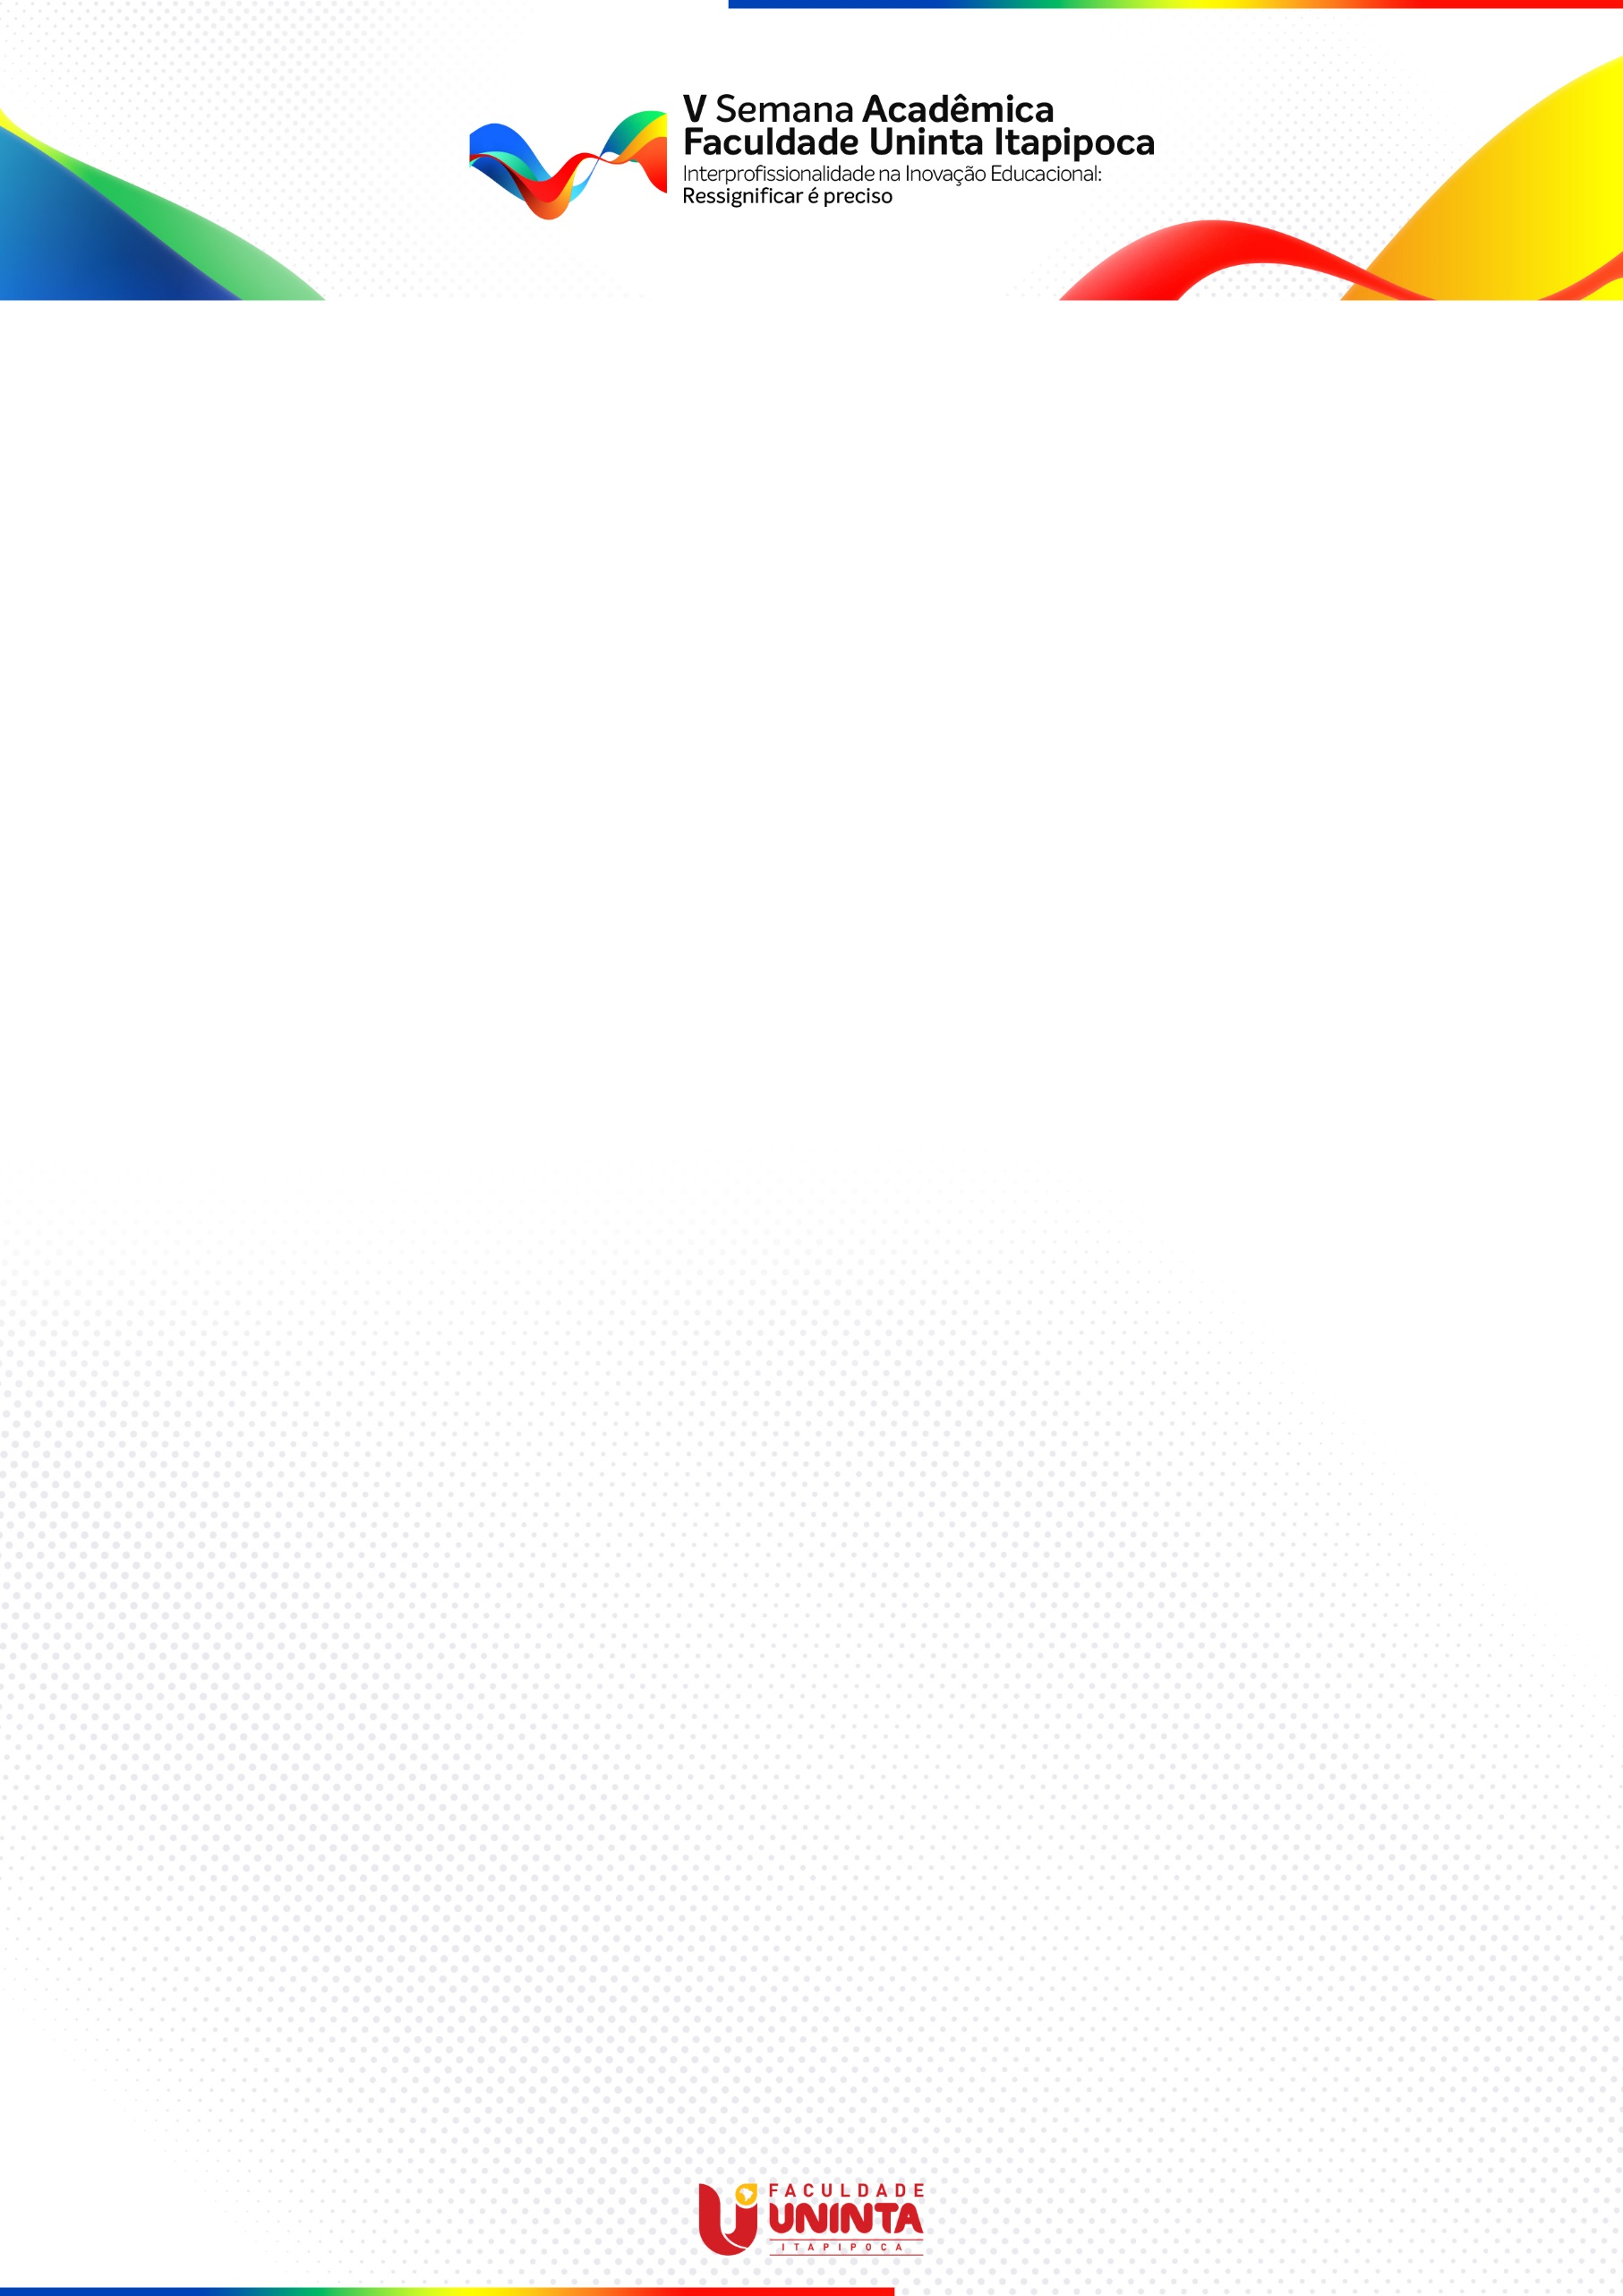 V Semana Acadêmica
Faculdade Uninta Itapipoca
Interprofissionalidade na Inovação Educacional:
Ressignificar é preciso
FACULDADE
UNINTA
ITAPIPOCA